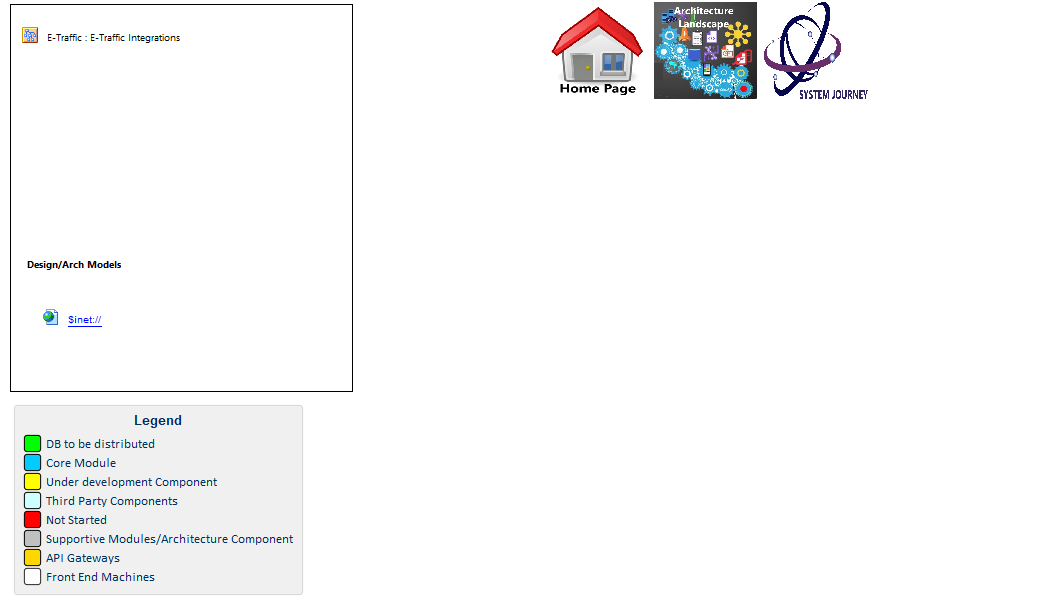 E-Traffic : E-Traffic Integrations
Architecture
Landscape
Home Page
SYSTEM JOURNEY
Design/Arch Models
$inet://
Legend
DB to be distributed
Core Module
Under development Component
Third Party Components
Not Started
Supportive Modules/Architecture Component
API Gateways
Front End Machines